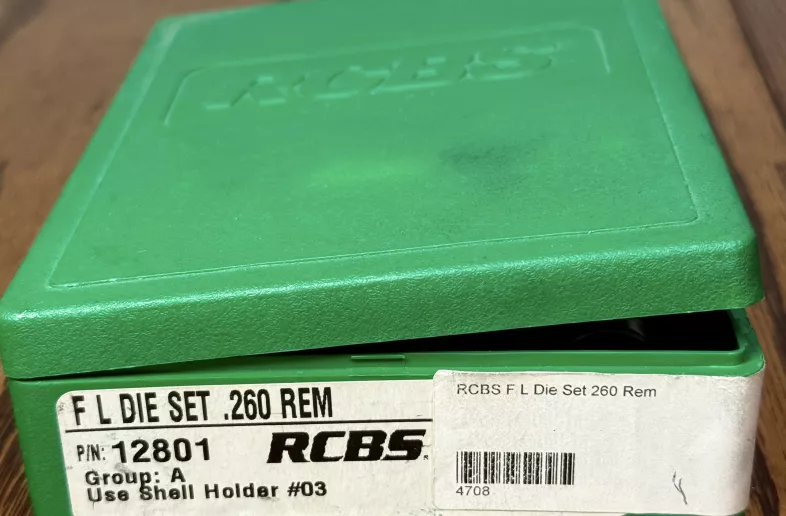 RCBS
F L DIE SET .260 REM
P/N: 12801
RCBS.
Group: A
Use Shell Holder #03
RCBS F L Die Set 260 Rem
4708